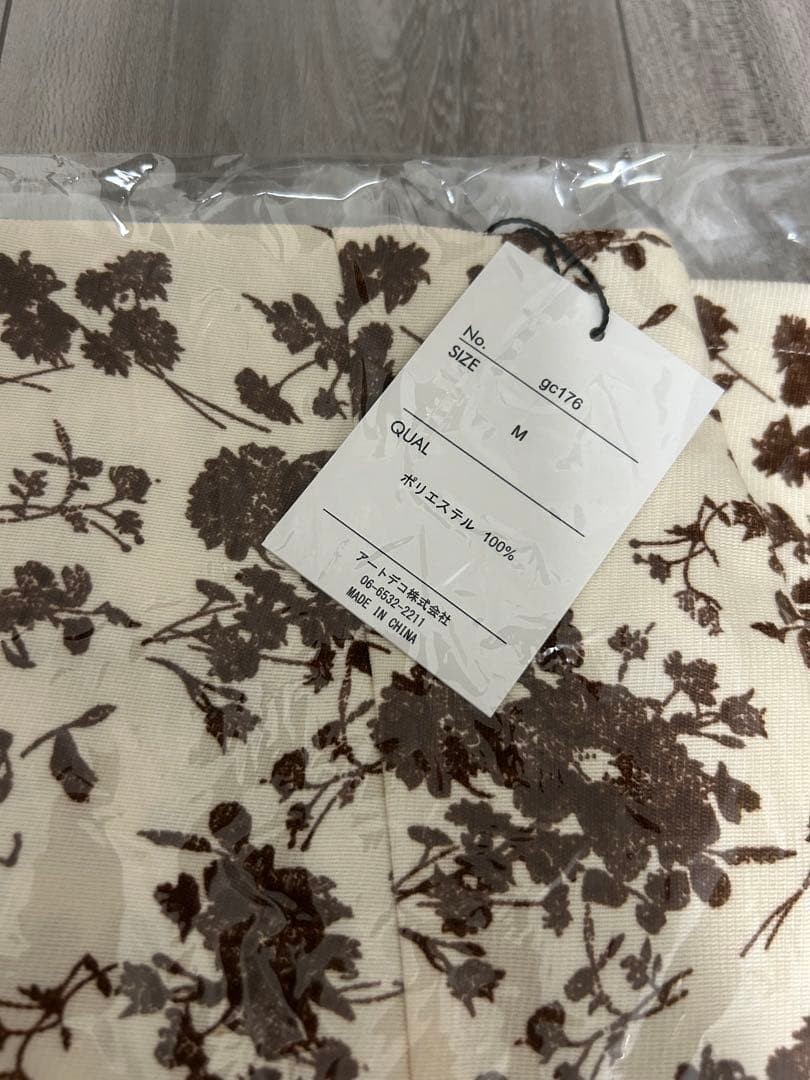 No. gc176
SIZE M
QUAL
ポリエステル 100%
アートデコ株式会社
06-6532-2211
MADE IN CHINA